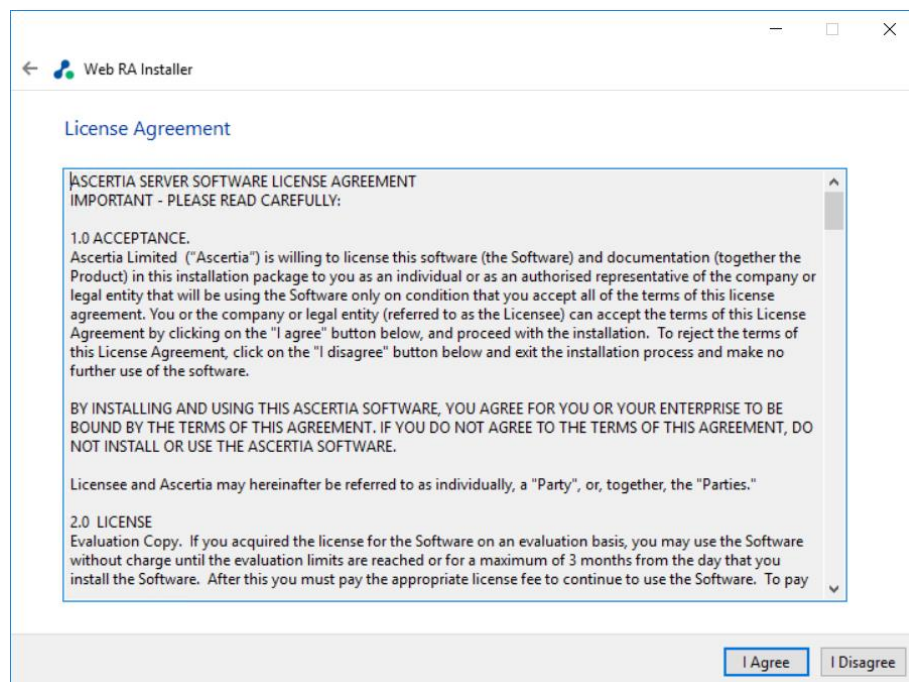 Web RA Installer
License Agreement
ASCERTIA SERVER SOFTWARE LICENSE AGREEMENT
IMPORTANT - PLEASE READ CAREFULLY:
1.0 ACCEPTANCE.
Ascertia Limited  ("Ascertia") is willing to license this software (the Software) and documentation (together the
Product) in this installation package to you as an individual or as an authorised representative of the company or
legal entity that will be using the Software only on condition that you accept all of the terms of this license
agreement. You or the company or legal entity (referred to as the Licensee) can accept the terms of this License
Agreement by clicking on the "I agree" button below, and proceed with the installation.  To reject the terms of
this License Agreement, click on the "I disagree" button below and exit the installation process and make no
further use of the software.
BY INSTALLING AND USING THIS ASCERTIA SOFTWARE, YOU AGREE FOR YOU OR YOUR ENTERPRISE TO BE
BOUND BY THE TERMS OF THIS AGREEMENT. IF YOU DO NOT AGREE TO THE TERMS OF THIS AGREEMENT, DO
NOT INSTALL OR USE THE ASCERTIA SOFTWARE.
Licensee and Ascertia may hereinafter be referred to as individually, a "Party", or, together, the "Parties."
2.0  LICENSE
Evaluation Copy.  If you acquired the license for the Software on an evaluation basis, you may use the Software
without charge until the evaluation limits are reached or for a maximum of 3 months from the day that you
install the Software.  After this you must pay the appropriate license fee to continue to use the Software.  To pay
I Agree
I Disagree